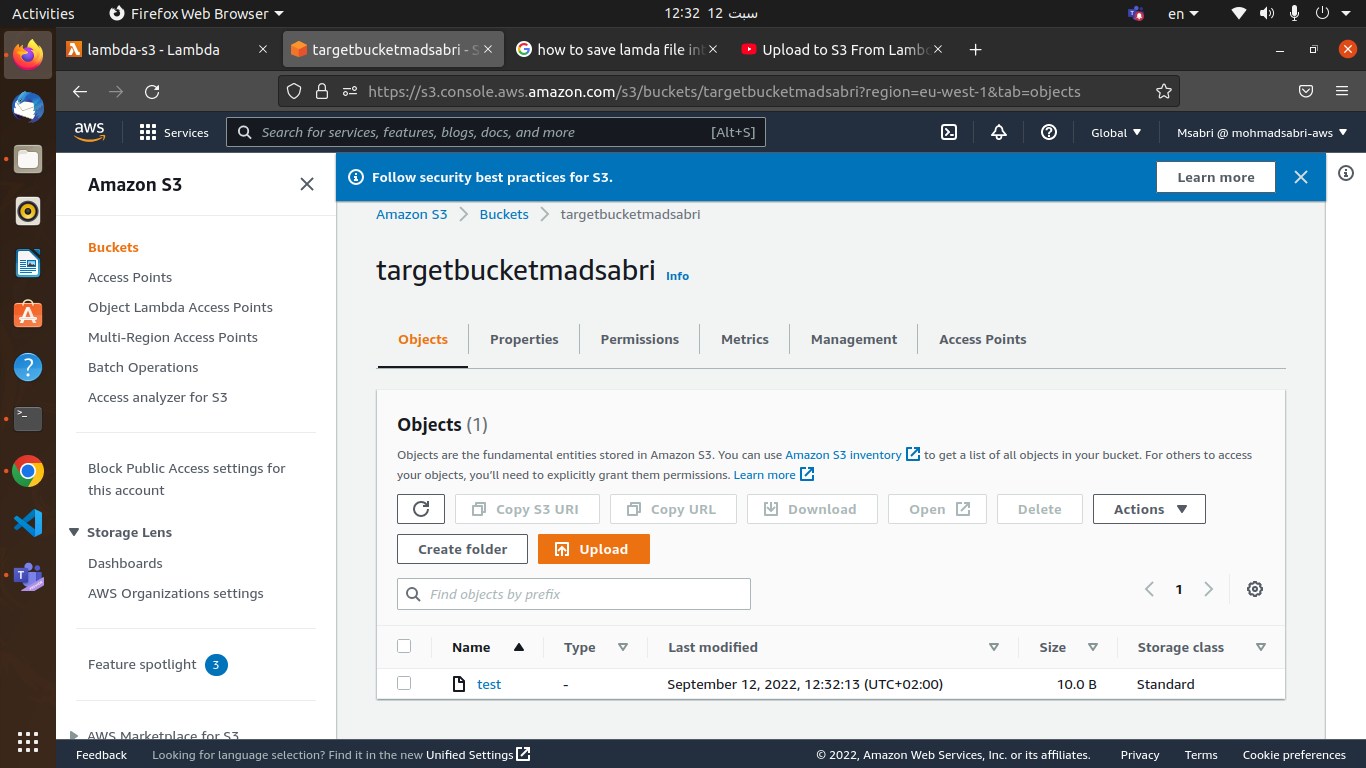 Activities
Firefox Web Browser
12:32 12 سبت
en
lambda-s3 - Lambda
targetbucketmadsabri - S
how to save lamda file int
Upload to S3 From Lambd
https://s3.console.aws.amazon.com/s3/buckets/targetbucketmadsabri?region=eu-west-1&tab=objects
aws
Services
Search for services, features, blogs, docs, and more
[Alt+S]
Global
Msabri @ mohmadsabri-aws
Amazon S3
Buckets
Access Points
Object Lambda Access Points
Multi-Region Access Points
Batch Operations
Access analyzer for S3
Block Public Access settings for
this account
Storage Lens
Dashboards
AWS Organizations settings
Feature spotlight 3
AWS Marketplace for S3
Follow security best practices for S3.
Learn more
Amazon S3 Buckets targetbucketmadsabri
targetbucketmadsabri Info
Objects Properties Permissions Metrics Management Access Points
Objects (1)
Objects are the fundamental entities stored in Amazon S3. You can use Amazon S3 inventory to get a list of all objects in your bucket. For others to access
your objects, you'll need to explicitly grant them permissions. Learn more
Copy S3 URI Copy URL Download Open Delete Actions
Create folder Upload
Find objects by prefix
1
Name Type Last modified Size Storage class
test - September 12, 2022, 12:32:13 (UTC+02:00) 10.0 B Standard
Feedback Looking for language selection? Find it in the new Unified Settings © 2022, Amazon Web Services, Inc. or its affiliates. Privacy Terms Cookie preferences